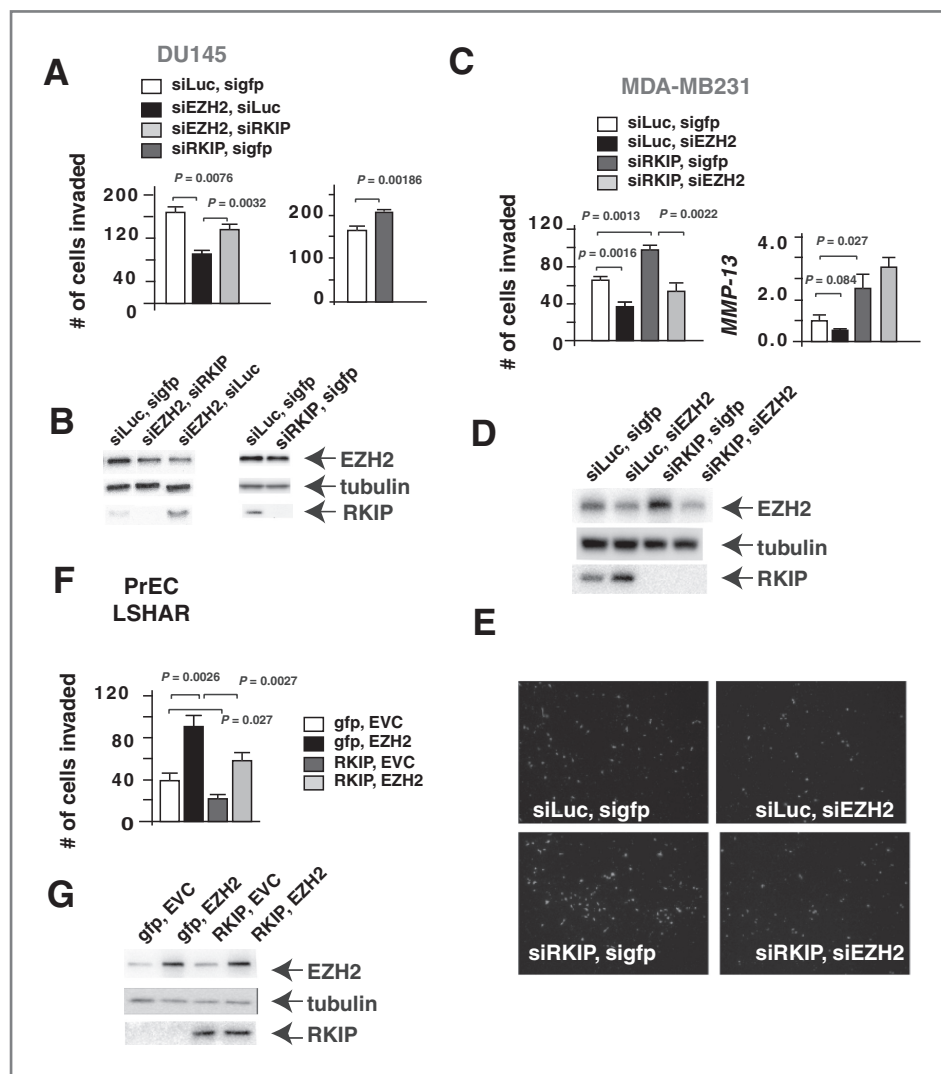 A
DU145
siLuc, sigfp
siEZH2, siLuc
siEZH2, siRKIP
siRKIP, sigfp
# of cells invaded
200
120
40
P = 0.0076
P = 0.0032
200
100
0
P = 0.00186
B
siLuc, sigfp
siEZH2, siRKIP
siEZH2, siLuc
siLuc, sigfp
siRKIP, sigfp
EZH2
tubulin
RKIP
C
MDA-MB231
siLuc, sigfp
siLuc, siEZH2
siRKIP, sigfp
siRKIP, siEZH2
# of cells invaded
120
80
40
0
P = 0.0013
P = 0.0022
p = 0.0016
MMP-13
4.0
2.0
0.0
P = 0.027
P = 0.084
D
siLuc, sigfp
siLuc, siEZH2
siRKIP, sigfp
siRKIP, siEZH2
EZH2
tubulin
RKIP
E
siLuc, sigfp
siLuc, siEZH2
siRKIP, sigfp
siRKIP, siEZH2
F
PrEC
LSHAR
# of cells invaded
120
80
40
0
P = 0.0026
P = 0.0027
P = 0.027
gfp, EVC
gfp, EZH2
RKIP, EVC
RKIP, EZH2
G
gfp, EVC
gfp, EZH2
RKIP, EVC
RKIP, EZH2
EZH2
tubulin
RKIP